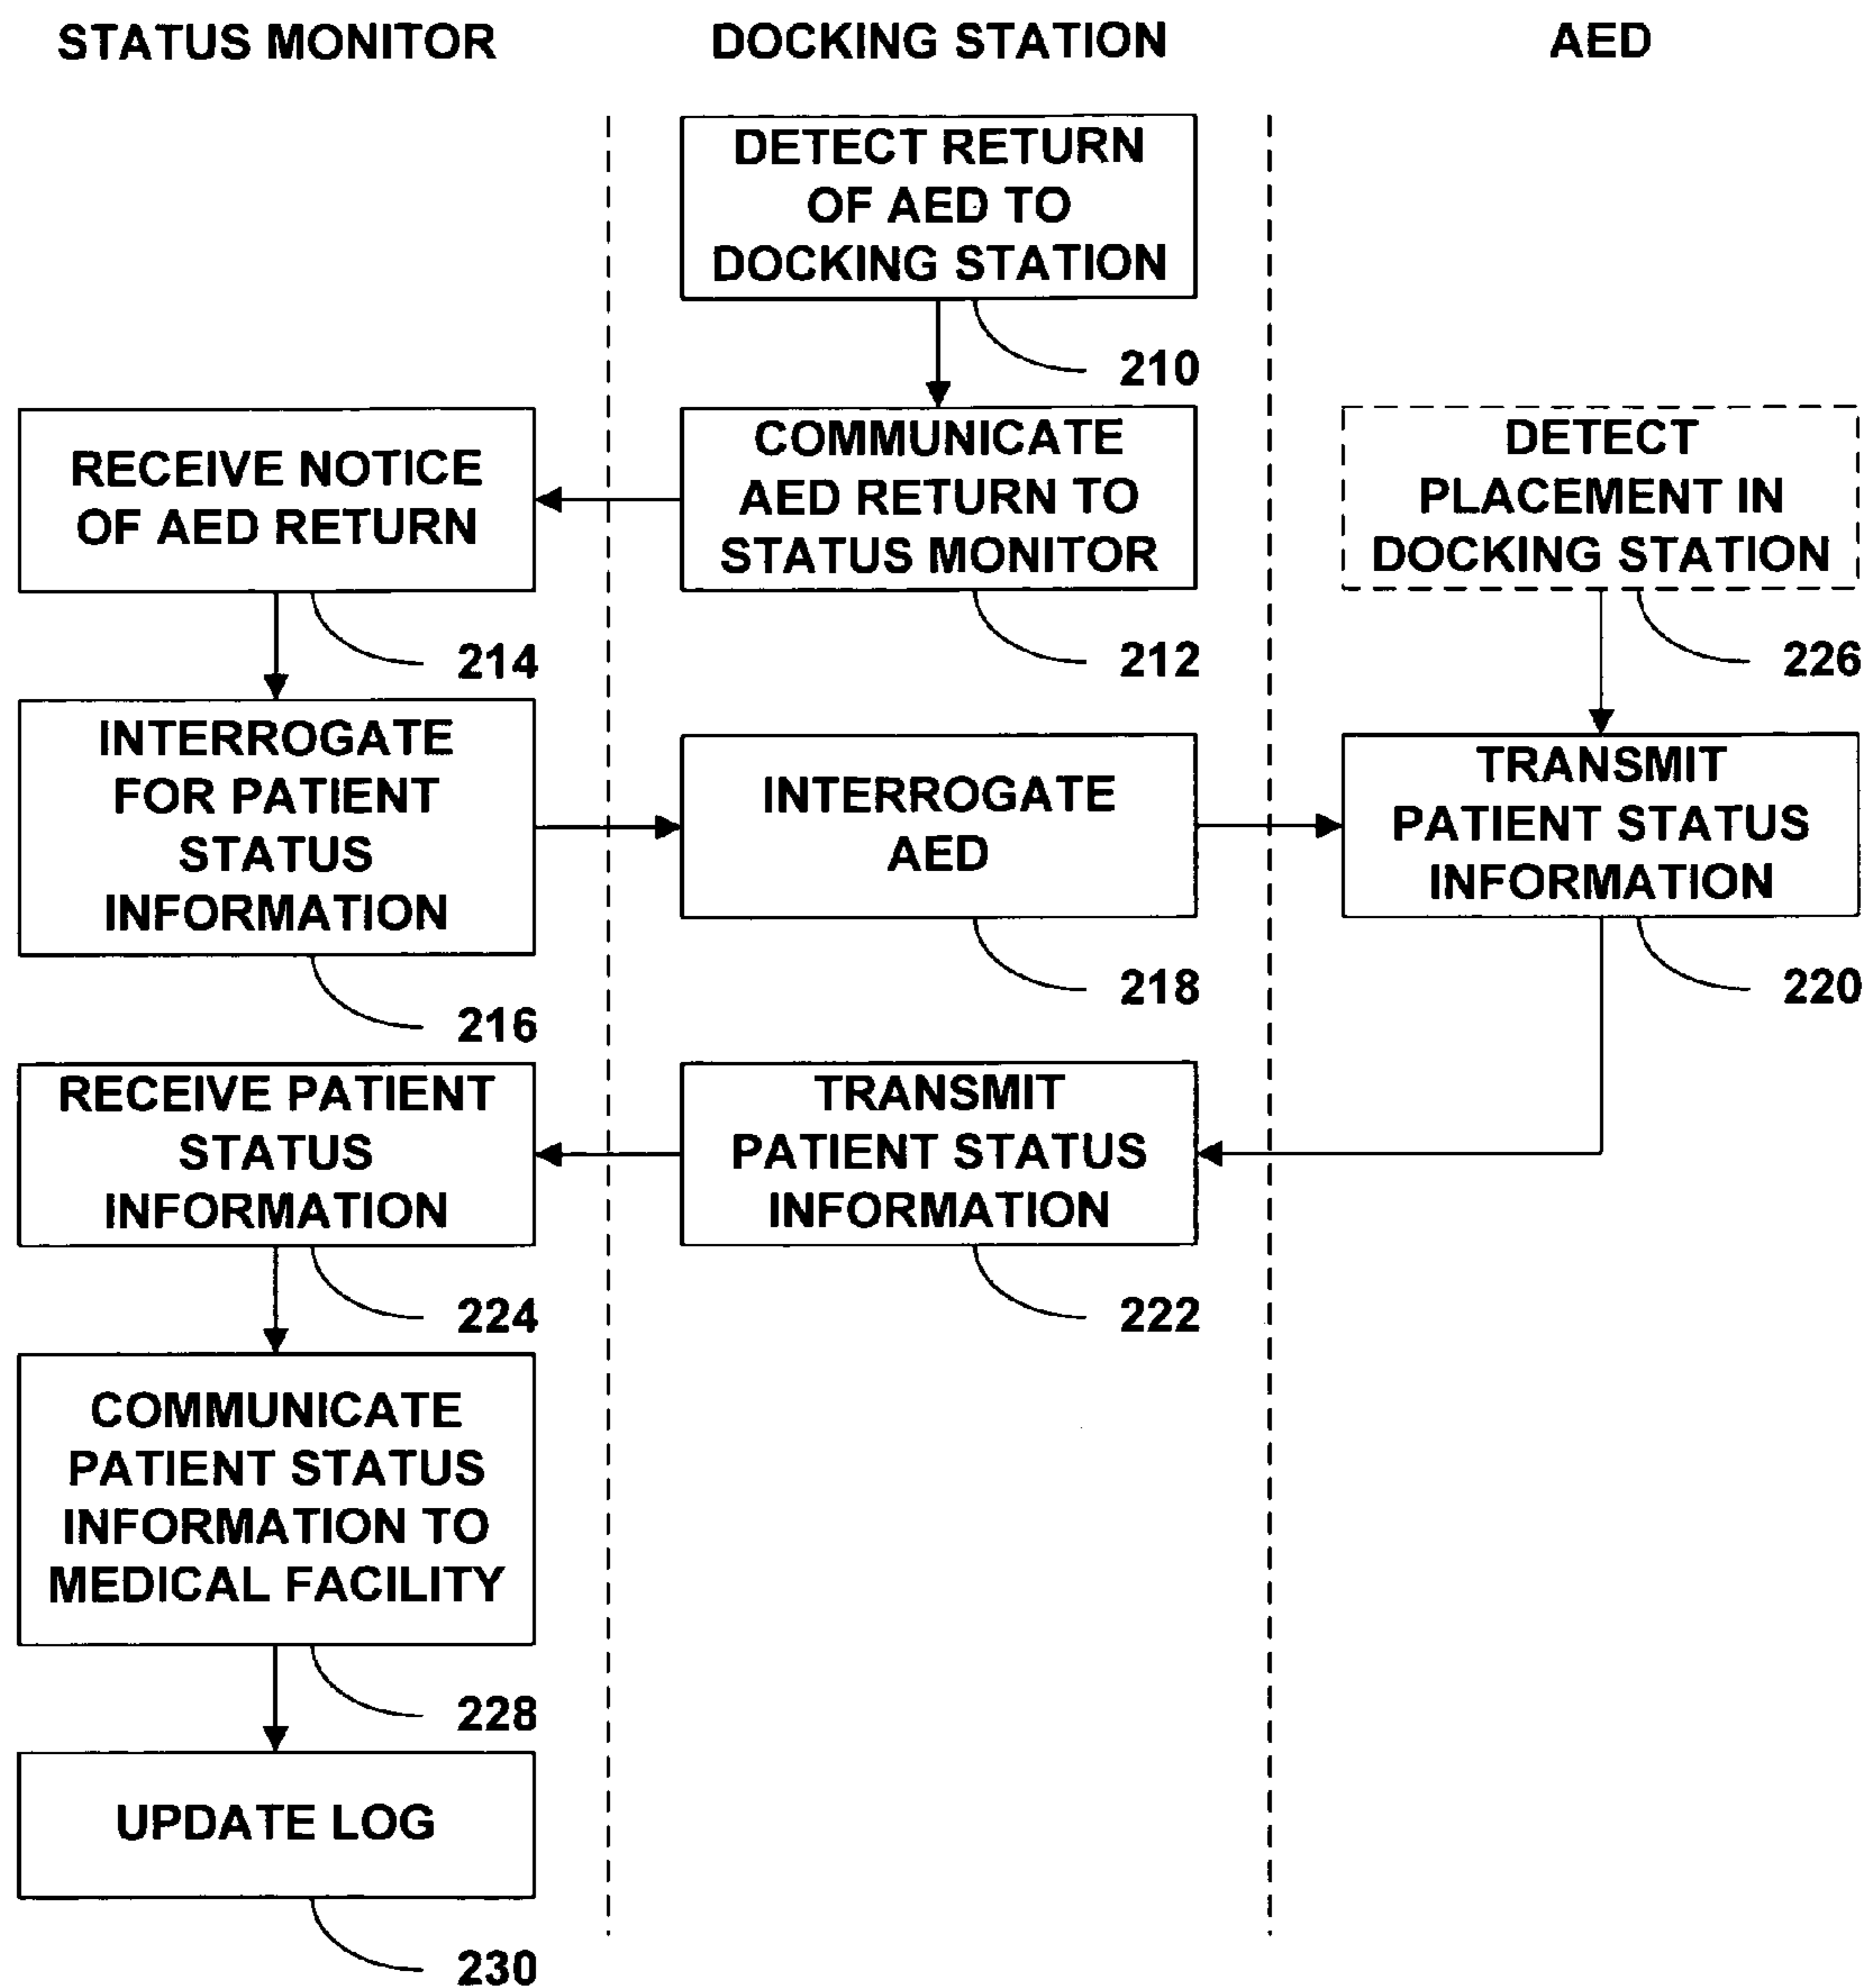 STATUS MONITOR
DOCKING STATION
AED
DETECT RETURN
OF AED TO
DOCKING STATION
210
RECEIVE NOTICE
OF AED RETURN
214
COMMUNICATE
AED RETURN TO
STATUS MONITOR
212
DETECT
PLACEMENT IN
DOCKING STATION
226
INTERROGATE
FOR PATIENT
STATUS
INFORMATION
216
INTERROGATE
AED
218
TRANSMIT
PATIENT STATUS
INFORMATION
220
RECEIVE PATIENT
STATUS
INFORMATION
224
TRANSMIT
PATIENT STATUS
INFORMATION
222
COMMUNICATE
PATIENT STATUS
INFORMATION TO
MEDICAL FACILITY
228
UPDATE LOG
230